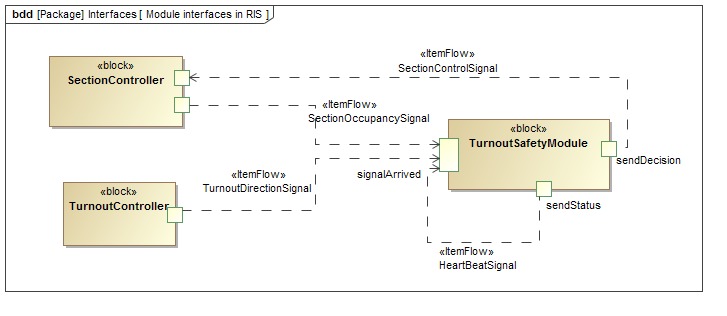 bdd [Package] Interfaces [ Module interfaces in RIS ]
«block»
SectionController
«ItemFlow»
SectionControlSignal
«ItemFlow»
SectionOccupancySignal
«block»
TurnoutSafetyModule
sendDecision
signalArrived
«ItemFlow»
TurnoutDirectionSignal
«block»
TurnoutController
sendStatus
«ItemFlow»
HeartBeatSignal